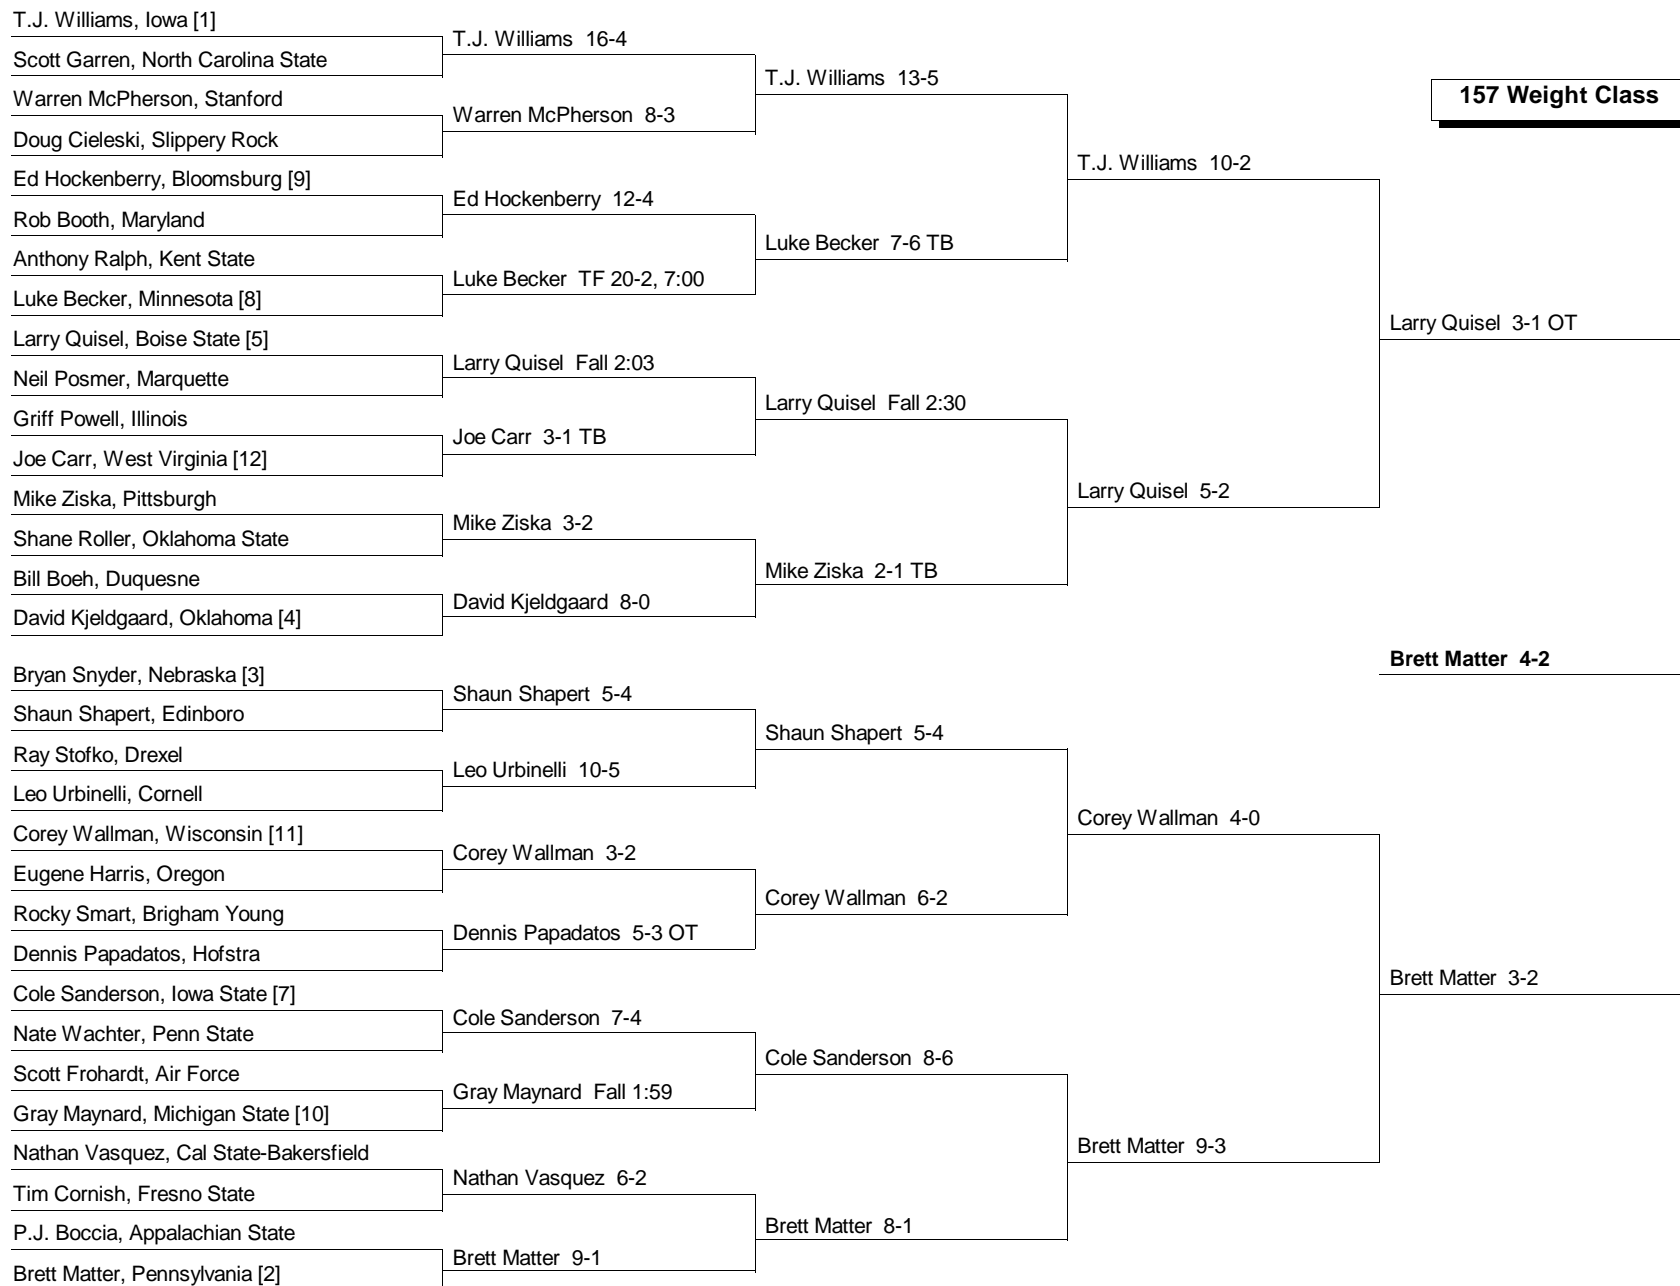 T.J. Williams, Iowa [1]
Scott Garren, North Carolina State
Warren McPherson, Stanford
Doug Cieleski, Slippery Rock
Ed Hockenberry, Bloomsburg [9]
Rob Booth, Maryland
Anthony Ralph, Kent State
Luke Becker, Minnesota [8]
Larry Quisel, Boise State [5]
Neil Posmer, Marquette
Griff Powell, Illinois
Joe Carr, West Virginia [12]
Mike Ziska, Pittsburgh
Shane Roller, Oklahoma State
Bill Boeh, Duquesne
David Kjeldgaard, Oklahoma [4]
Bryan Snyder, Nebraska [3]
Shaun Shapert, Edinboro
Ray Stofko, Drexel
Leo Urbinelli, Cornell
Corey Wallman, Wisconsin [11]
Eugene Harris, Oregon
Rocky Smart, Brigham Young
Dennis Papadatos, Hofstra
Cole Sanderson, Iowa State [7]
Nate Wachter, Penn State
Scott Frohardt, Air Force
Gray Maynard, Michigan State [10]
Nathan Vasquez, Cal State-Bakersfield
Tim Cornish, Fresno State
P.J. Boccia, Appalachian State
Brett Matter, Pennsylvania [2]
T.J. Williams 16-4
Warren McPherson 8-3
Ed Hockenberry 12-4
Luke Becker TF 20-2, 7:00
Larry Quisel Fall 2:03
Joe Carr 3-1 TB
Mike Ziska 3-2
David Kjeldgaard 8-0
Shaun Shapert 5-4
Leo Urbinelli 10-5
Corey Wallman 3-2
Dennis Papadatos 5-3 OT
Cole Sanderson 7-4
Gray Maynard Fall 1:59
Nathan Vasquez 6-2
Brett Matter 9-1
T.J. Williams 13-5
Luke Becker 7-6 TB
Larry Quisel Fall 2:30
Mike Ziska 2-1 TB
Shaun Shapert 5-4
Corey Wallman 6-2
Cole Sanderson 8-6
Brett Matter 8-1
T.J. Williams 10-2
Larry Quisel 5-2
Corey Wallman 4-0
Brett Matter 9-3
157 Weight Class
Larry Quisel 3-1 OT
Brett Matter 4-2
Brett Matter 3-2